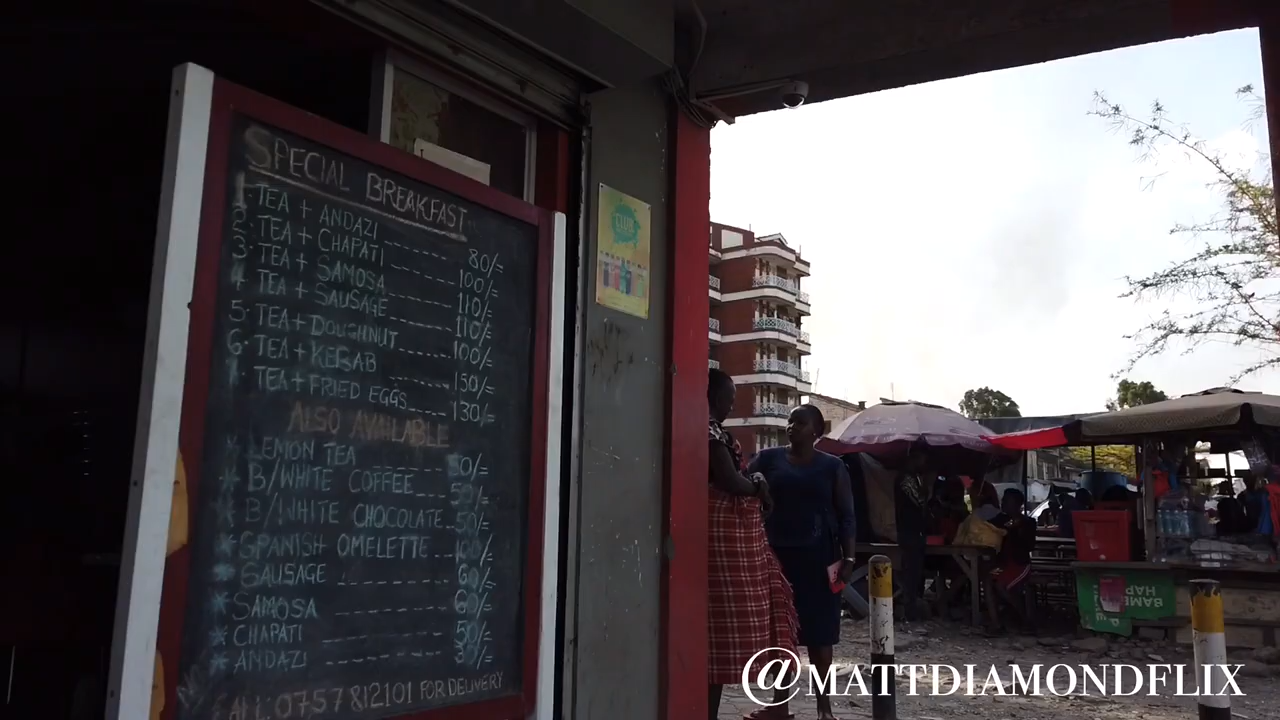 SPECIAL BREAKFAST
1. TEA + ANDAZI ------ 80/=
2. TEA + CHAPATI ------ 100/=
3. TEA + SAMOSA ------ 110/=
4. TEA + SAUSAGE ------ 110/=
5. TEA + DOUGHNUT ------ 100/=
6. TEA + KEBAB ------ 150/=
7. TEA + FRIED EGGS ------ 130/=
ALSO AVAILABLE
* LEMON TEA ------ 50/=
* B/WHITE COFFEE --- 50/=
* B/WHITE CHOCOLATE -- 50/=
* SPANISH OMELETTE -- 100/=
* SAUSAGE ------ 60/=
* SAMOSA ------ 60/=
* CHAPATI ------ 50/=
* ANDAZI ------ 30/=
CALL: 0757812101 FOR DELIVERY
@MATTDIAMONDFLIX